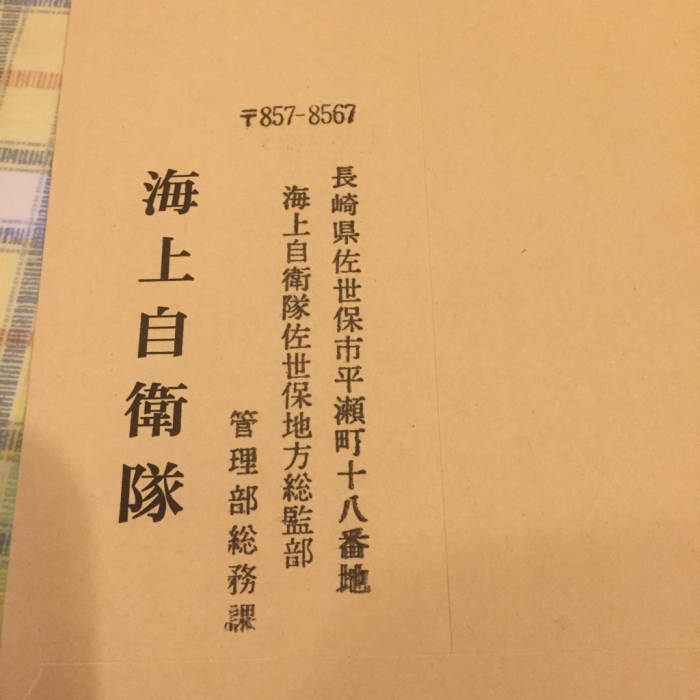 〒857-8567
長崎県佐世保市平瀬町十八番地
海上自衛隊佐世保地方総監部
管理部総務課
海上自衛隊